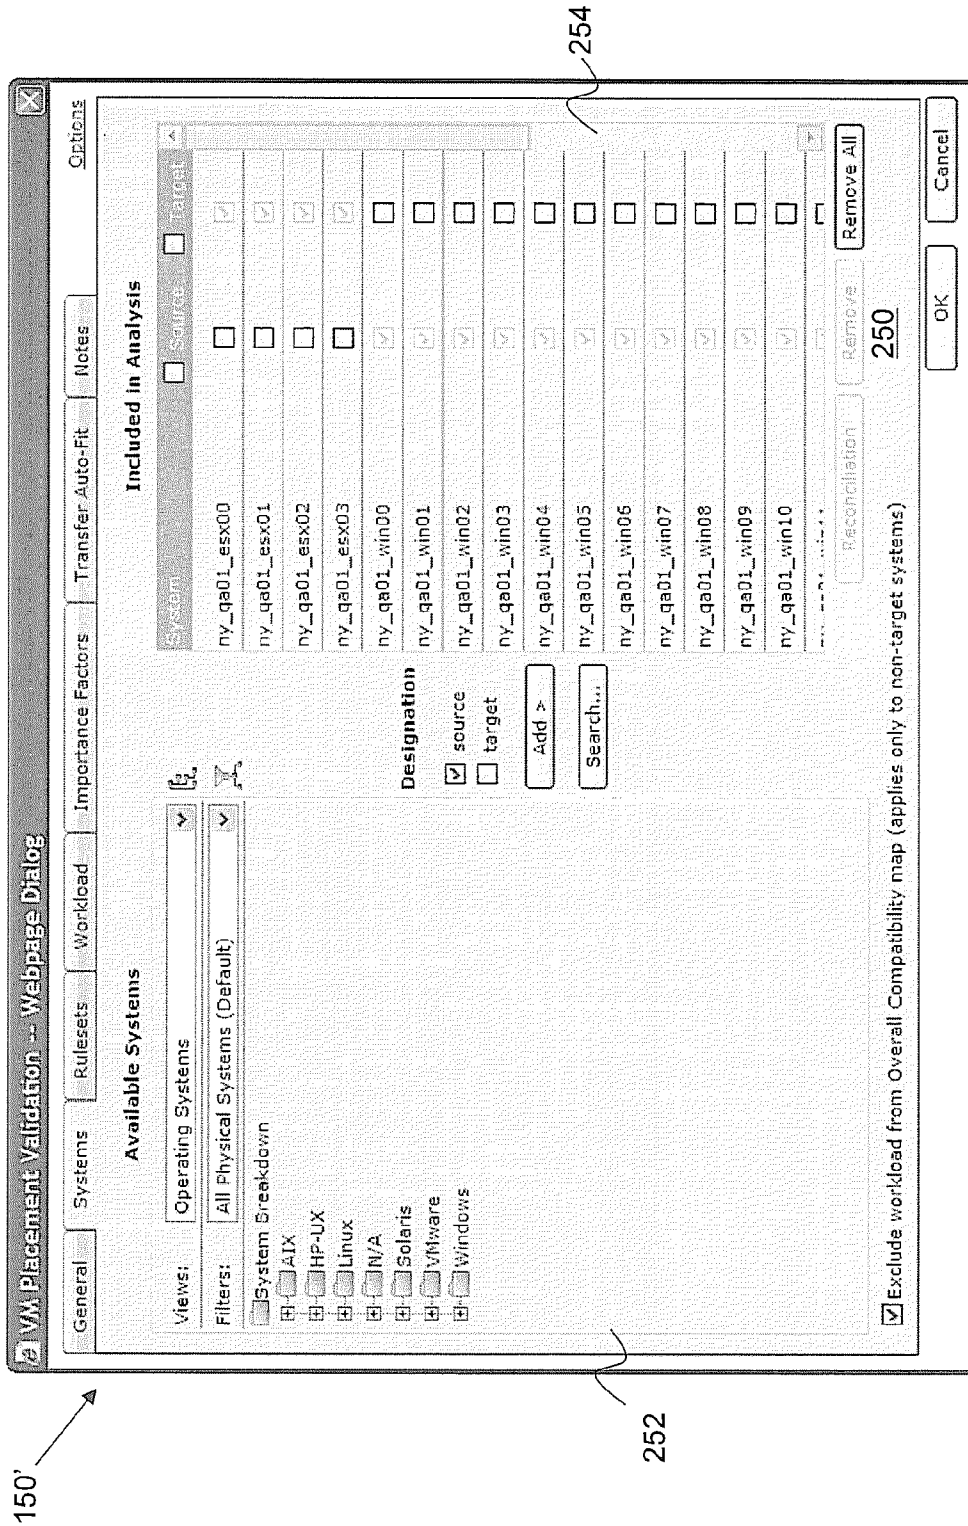 150'
VM Placement Validation -- Webpage Dialog
General
Systems
Rulesets
Workload
Importance Factors
Transfer Auto-Fit
Notes
Options
Available Systems
Views:
Operating Systems
Filters:
All Physical Systems (Default)
System Breakdown
AIX
HP-UX
Linux
N/A
Solaris
VMware
Windows
Designation
source
target
Add >
Search...
Included in Analysis
System
Source
Target
ny_qa01_esx00
ny_qa01_esx01
ny_qa01_esx02
ny_qa01_esx03
ny_qa01_win00
ny_qa01_win01
ny_qa01_win02
ny_qa01_win03
ny_qa01_win04
ny_qa01_win05
ny_qa01_win06
ny_qa01_win07
ny_qa01_win08
ny_qa01_win09
ny_qa01_win10
Reconciliation
Remove
Remove All
250
Exclude workload from Overall Compatibility map (applies only to non-target systems)
OK
Cancel
252
254